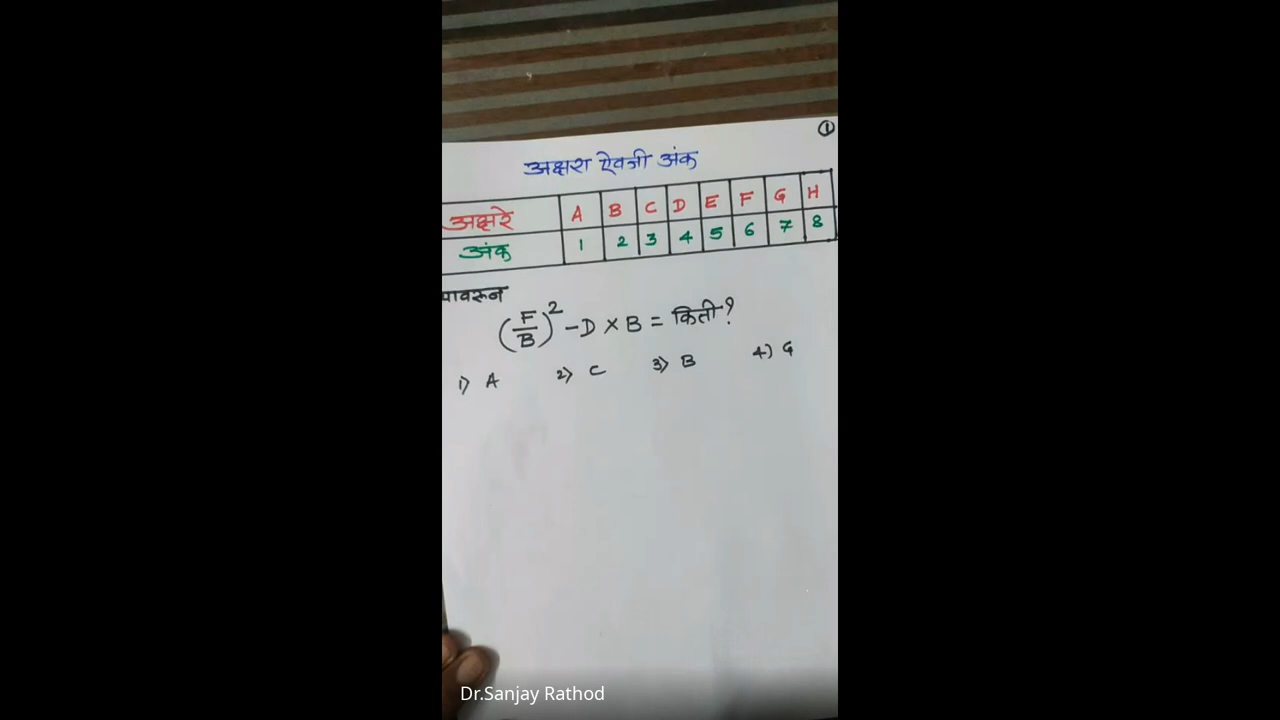 ①
अक्षरा ऐवजी अंक
अक्षरे A B C D E F G H
अंक 1 2 3 4 5 6 7 8
यावरून
(F/B)² - D × B = किती?
1) A 2) C 3) B 4) G
Dr.Sanjay Rathod